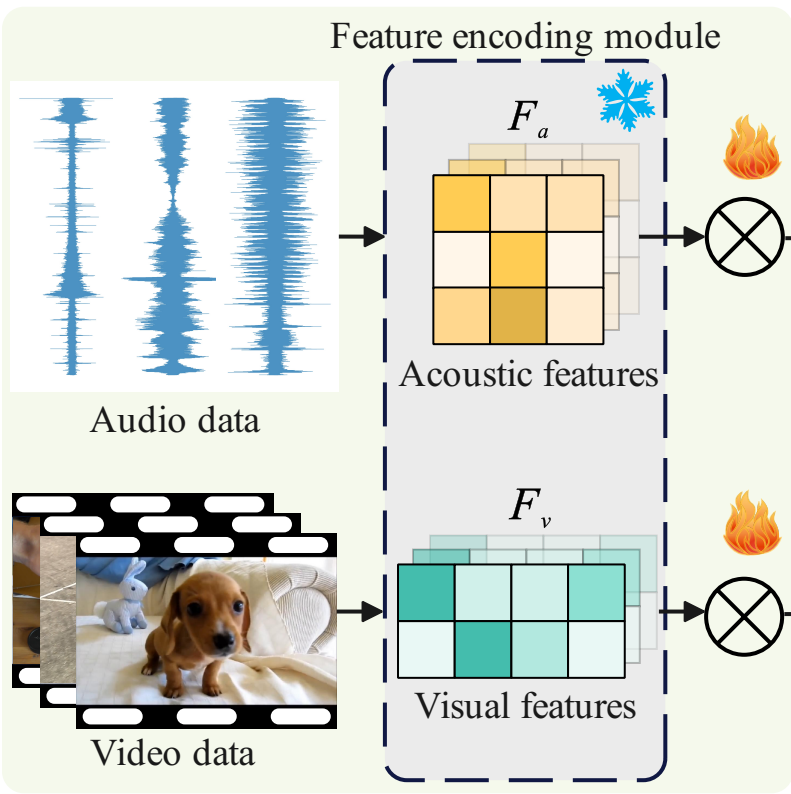 Feature encoding module
F_a
Acoustic features
Audio data
F_v
Visual features
Video data